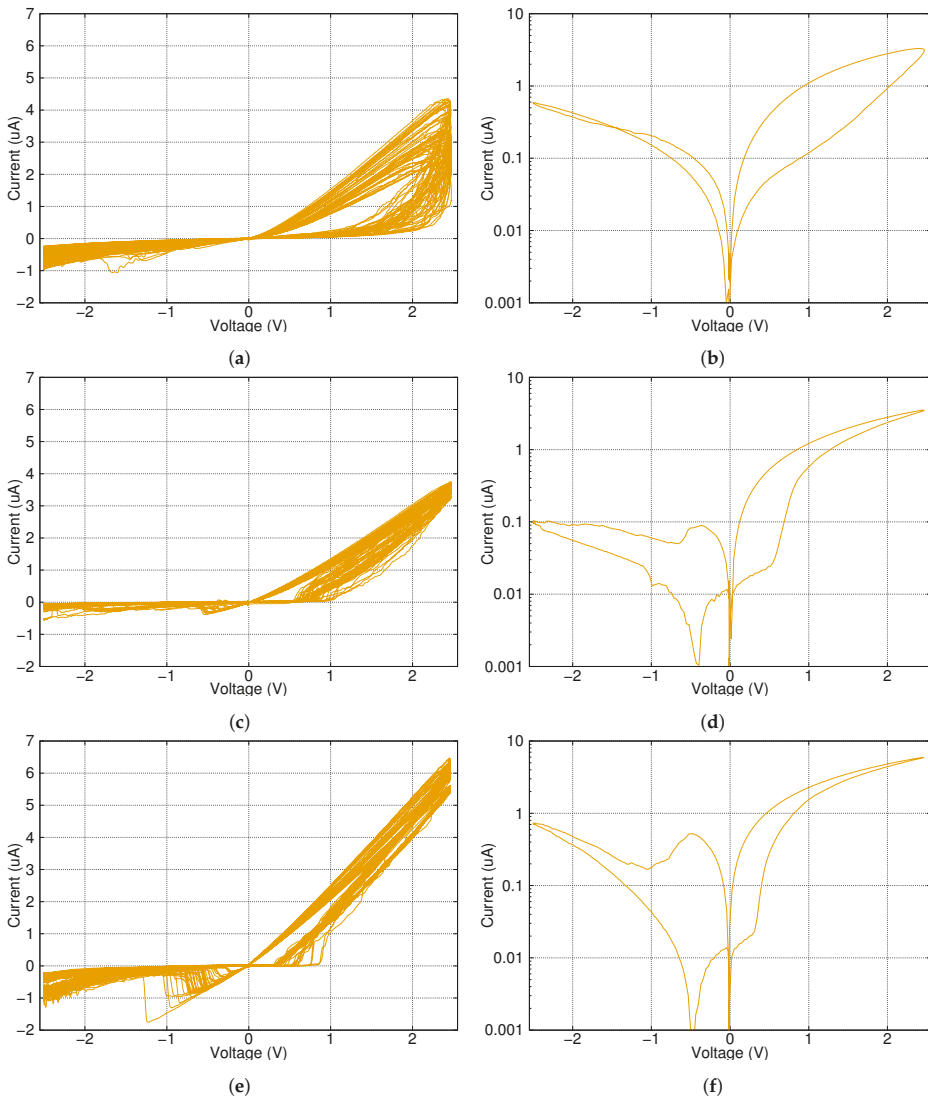 7
6
5
4
3
2
1
0
−1
−2
Current (uA)
−2 −1 0 1 2
Voltage (V)
(a)
10
1
0.1
0.01
0.001
Current (uA)
−2 −1 0 1 2
Voltage (V)
(b)
7
6
5
4
3
2
1
0
−1
−2
Current (uA)
−2 −1 0 1 2
Voltage (V)
(c)
10
1
0.1
0.01
0.001
Current (uA)
−2 −1 0 1 2
Voltage (V)
(d)
7
6
5
4
3
2
1
0
−1
−2
Current (uA)
−2 −1 0 1 2
Voltage (V)
(e)
10
1
0.1
0.01
0.001
Current (uA)
−2 −1 0 1 2
Voltage (V)
(f)